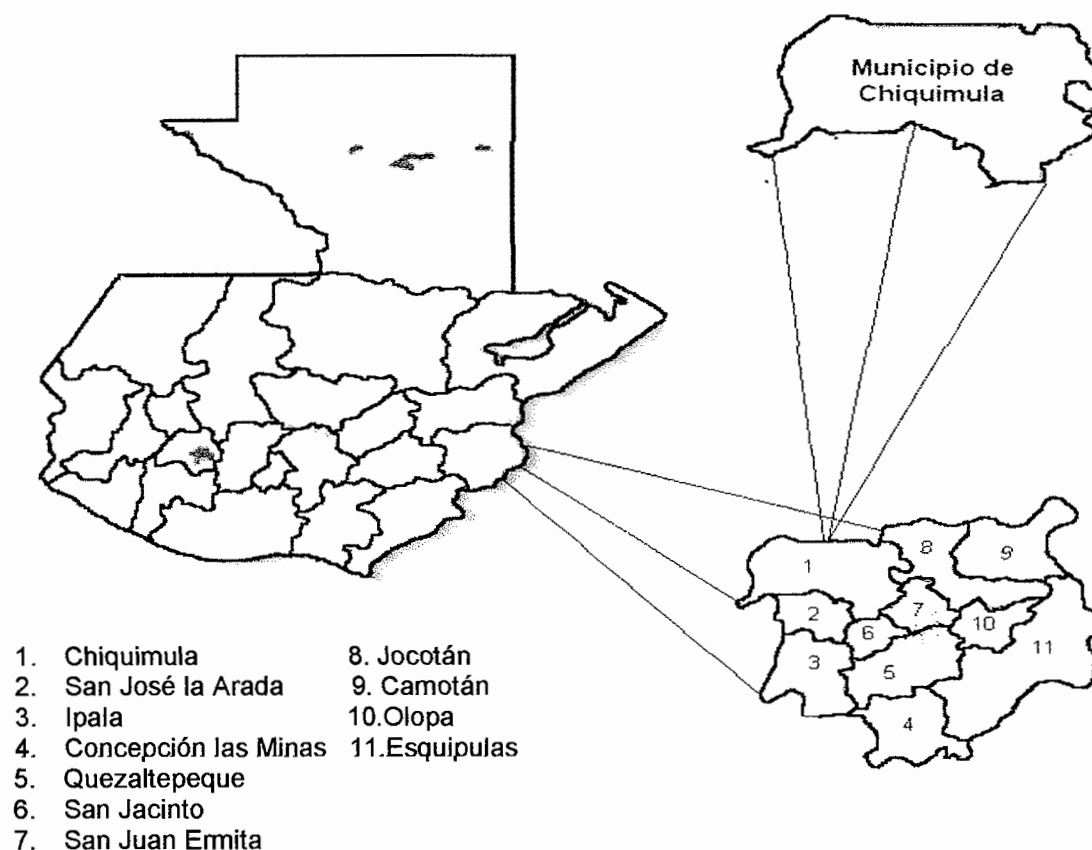 Municipio de
Chiquimula
1
2
3
4
5
6
7
8
9
10
11
1. Chiquimula
2. San José la Arada
3. Ipala
4. Concepción las Minas
5. Quezaltepeque
6. San Jacinto
7. San Juan Ermita
8. Jocotán
9. Camotán
10.Olopa
11.Esquipulas